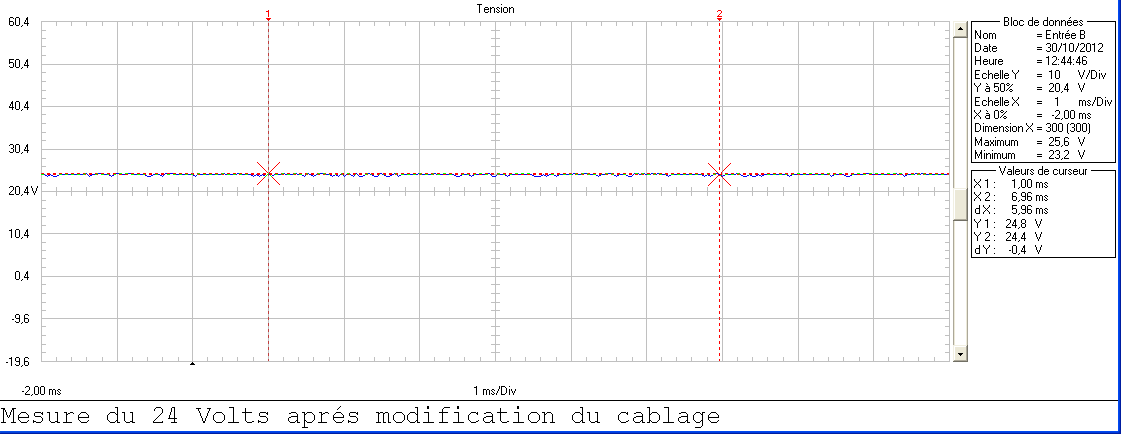 Tension
1
2
60,4
50,4
40,4
30,4
20,4V
10,4
0,4
-9,6
-19,6
-2,00 ms
1 ms/Div
Bloc de données
Nom = Entrée B
Date = 30/10/2012
Heure = 12:44:46
Echelle Y = 10 V/Div
Y à 50% = 20,4 V
Echelle X = 1 ms/Div
X à 0% = -2,00 ms
Dimension X = 300 (300)
Maximum = 25,6 V
Minimum = 23,2 V
Valeurs de curseur
X 1 : 1,00 ms
X 2 : 6,96 ms
d X : 5,96 ms
Y 1 : 24,8 V
Y 2 : 24,4 V
d Y : -0,4 V
Mesure du 24 Volts aprés modification du cablage